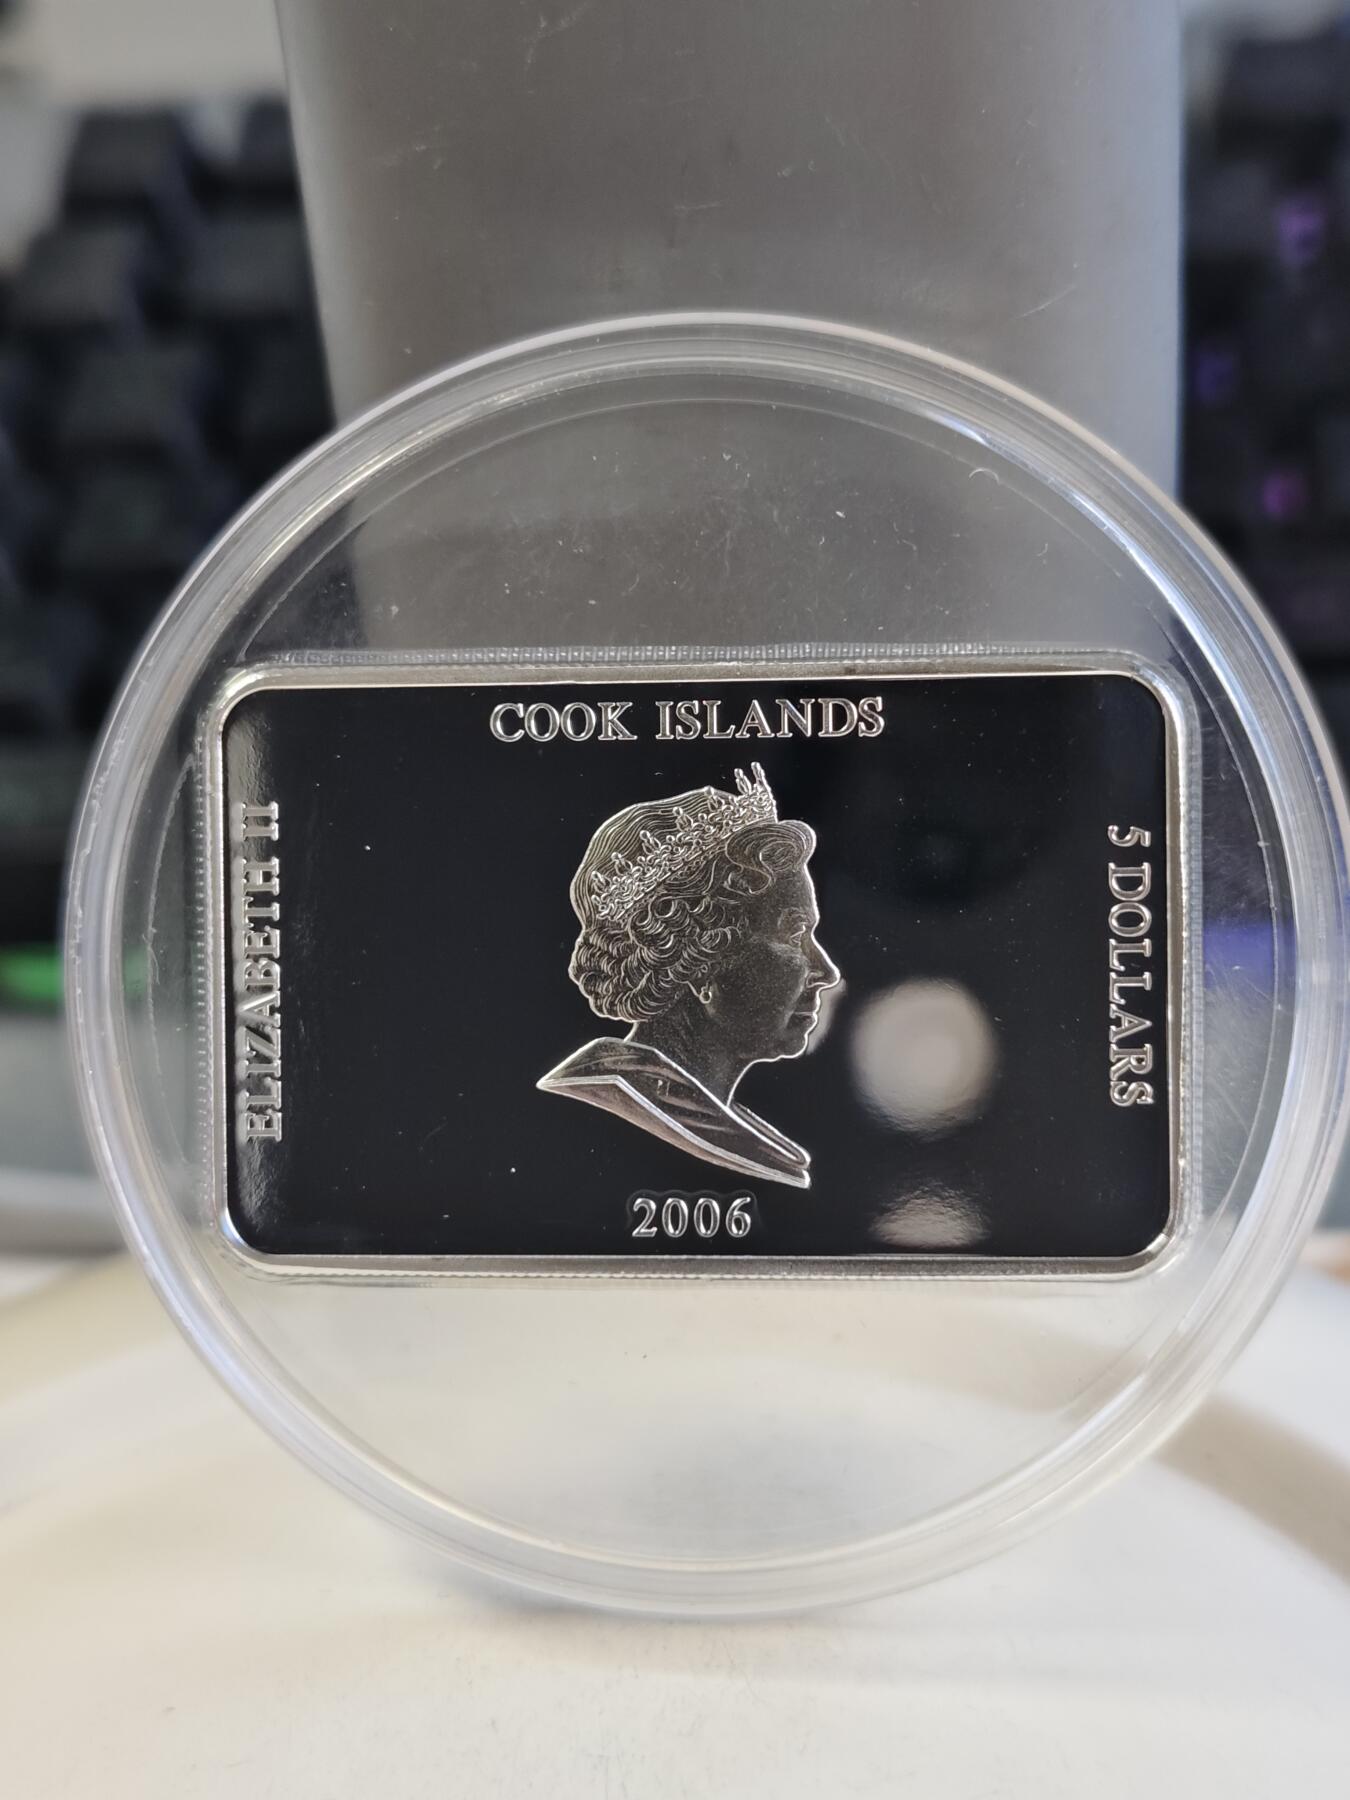 COOK ISLANDS
ELIZABETH II
5 DOLLARS
2006